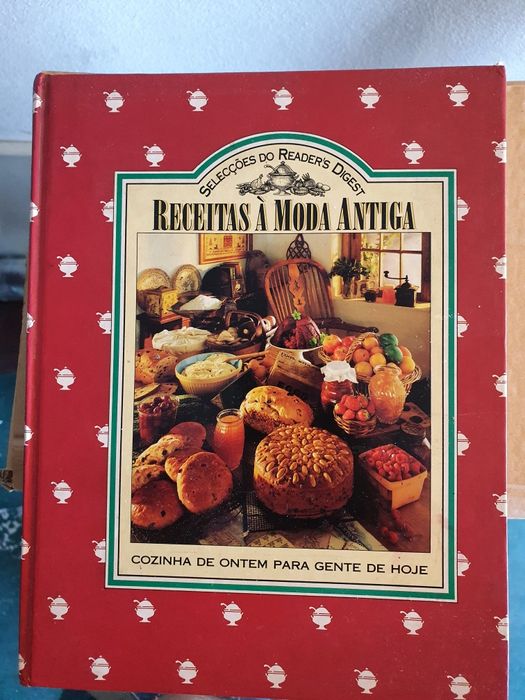 SELECÇÕES DO READER'S DIGEST
RECEITAS À MODA ANTIGA
COZINHA DE ONTEM PARA GENTE DE HOJE